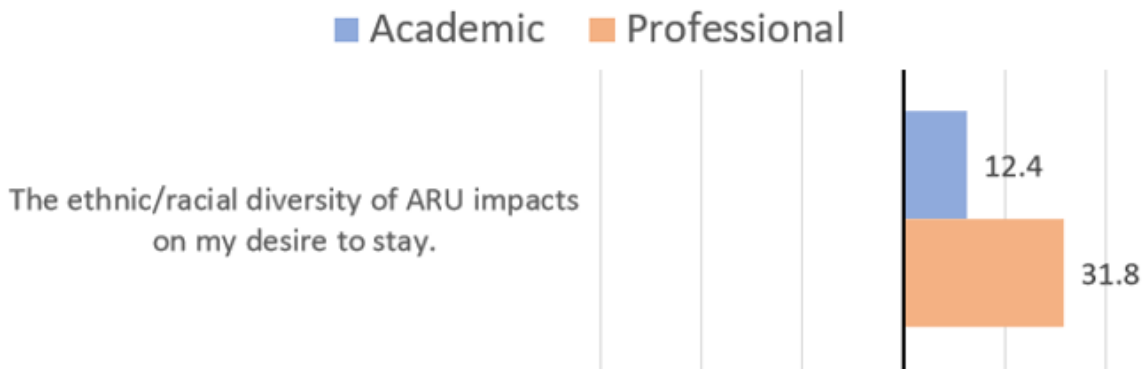 Academic Professional
12.4
The ethnic/racial diversity of ARU impacts
on my desire to stay.
31.8